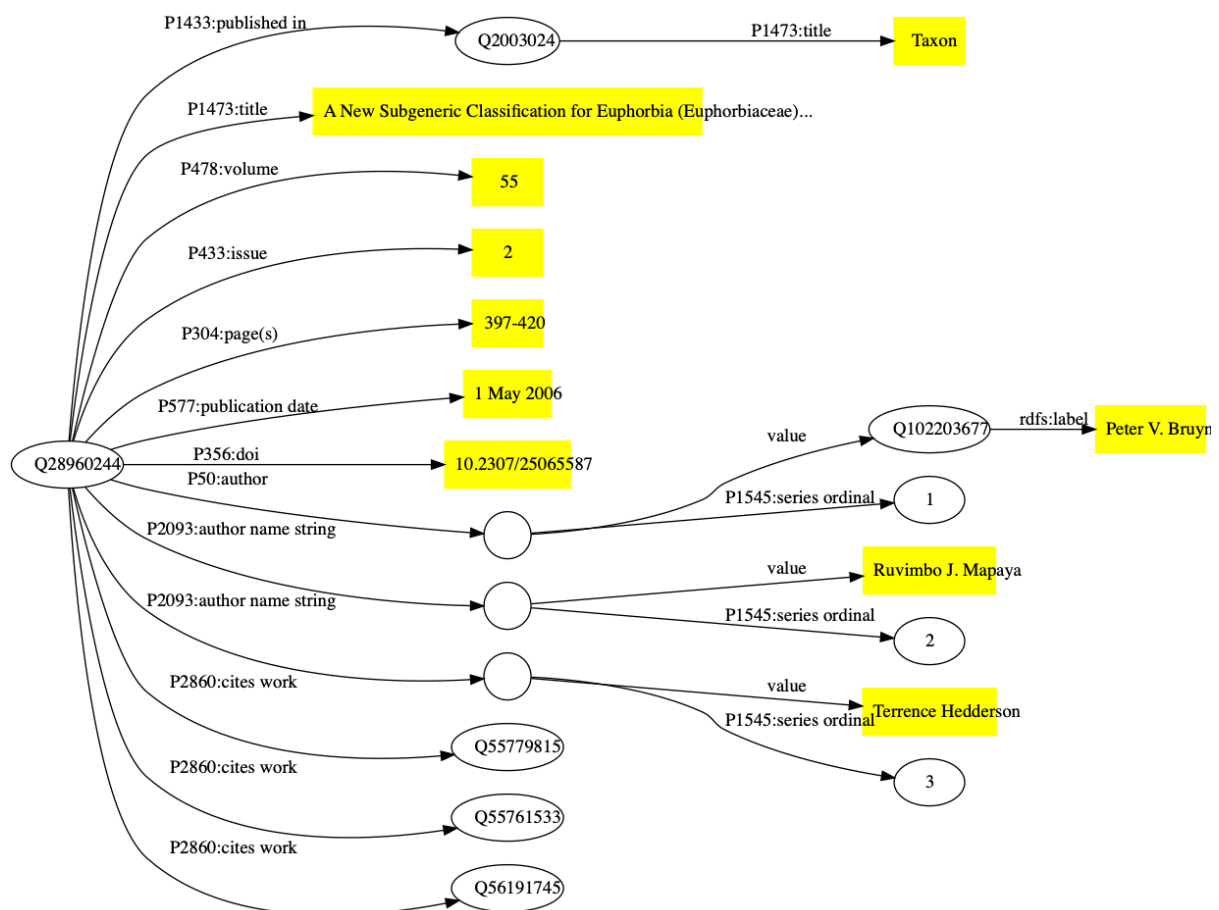 P1433:published in
Q2003024
P1473:title
Taxon
P1473:title
A New Subgeneric Classification for Euphorbia (Euphorbiaceae)...
P478:volume
55
P433:issue
2
P304:page(s)
397-420
P577:publication date
1 May 2006
Q28960244
P356:doi
10.2307/25065587
P50:author
value
Q102203677
rdfs:label
Peter V. Bruyn
P1545:series ordinal
1
P2093:author name string
value
Ruvimbo J. Mapaya
P1545:series ordinal
2
P2093:author name string
value
Terrence Hedderson
P1545:series ordinal
3
P2860:cites work
Q55779815
P2860:cites work
Q55761533
P2860:cites work
Q56191745